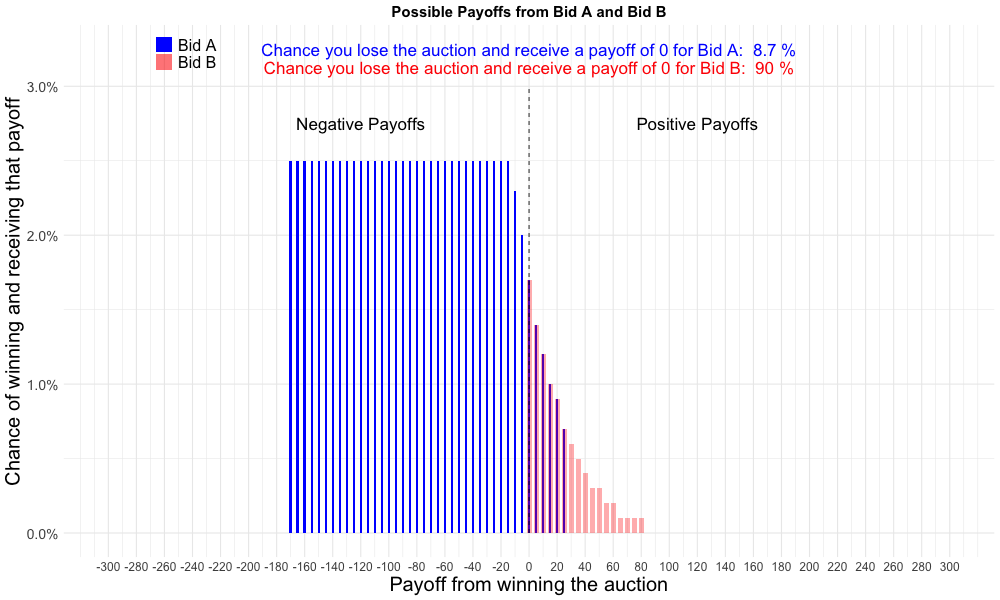 Possible Payoffs from Bid A and Bid B
Bid A
Bid B
Chance you lose the auction and receive a payoff of 0 for Bid A:  8.7 %
Chance you lose the auction and receive a payoff of 0 for Bid B:  90 %
Negative Payoffs
Positive Payoffs
Chance of winning and receiving that payoff
3.0%
2.0%
1.0%
0.0%
-300 -280 -260 -240 -220 -200 -180 -160 -140 -120 -100 -80 -60 -40 -20 0 20 40 60 80 100 120 140 160 180 200 220 240 260 280 300
Payoff from winning the auction